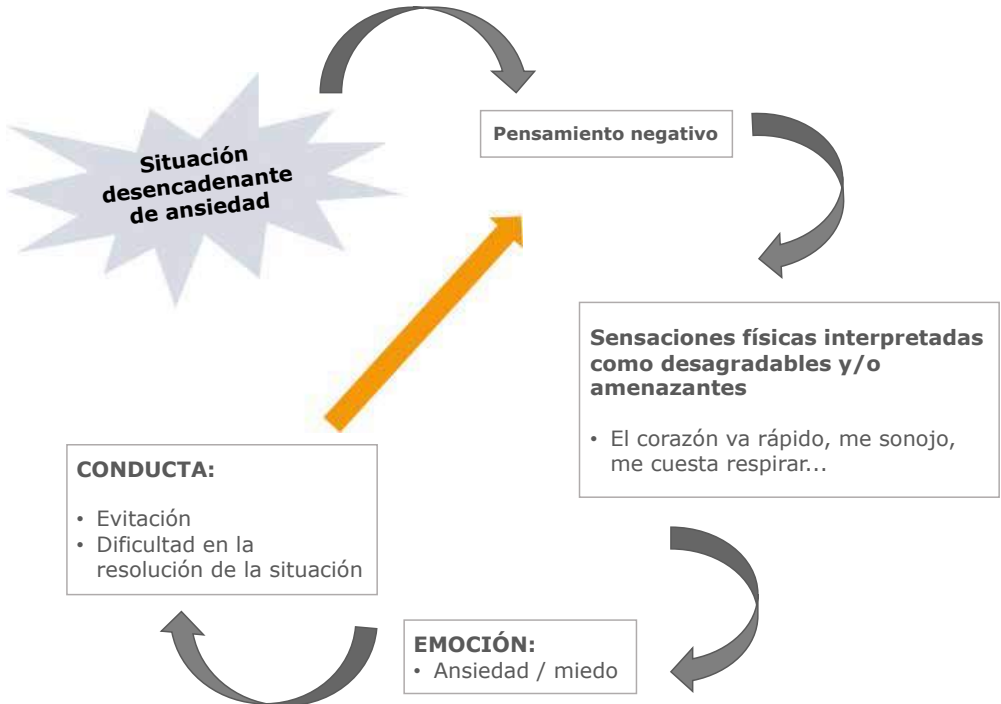 Situación
desencadenante
de ansiedad
Pensamiento negativo
Sensaciones físicas interpretadas
como desagradables y/o
amenazantes
• El corazón va rápido, me sonojo,
me cuesta respirar...
EMOCIÓN:
• Ansiedad / miedo
CONDUCTA:
• Evitación
• Dificultad en la
resolución de la situación